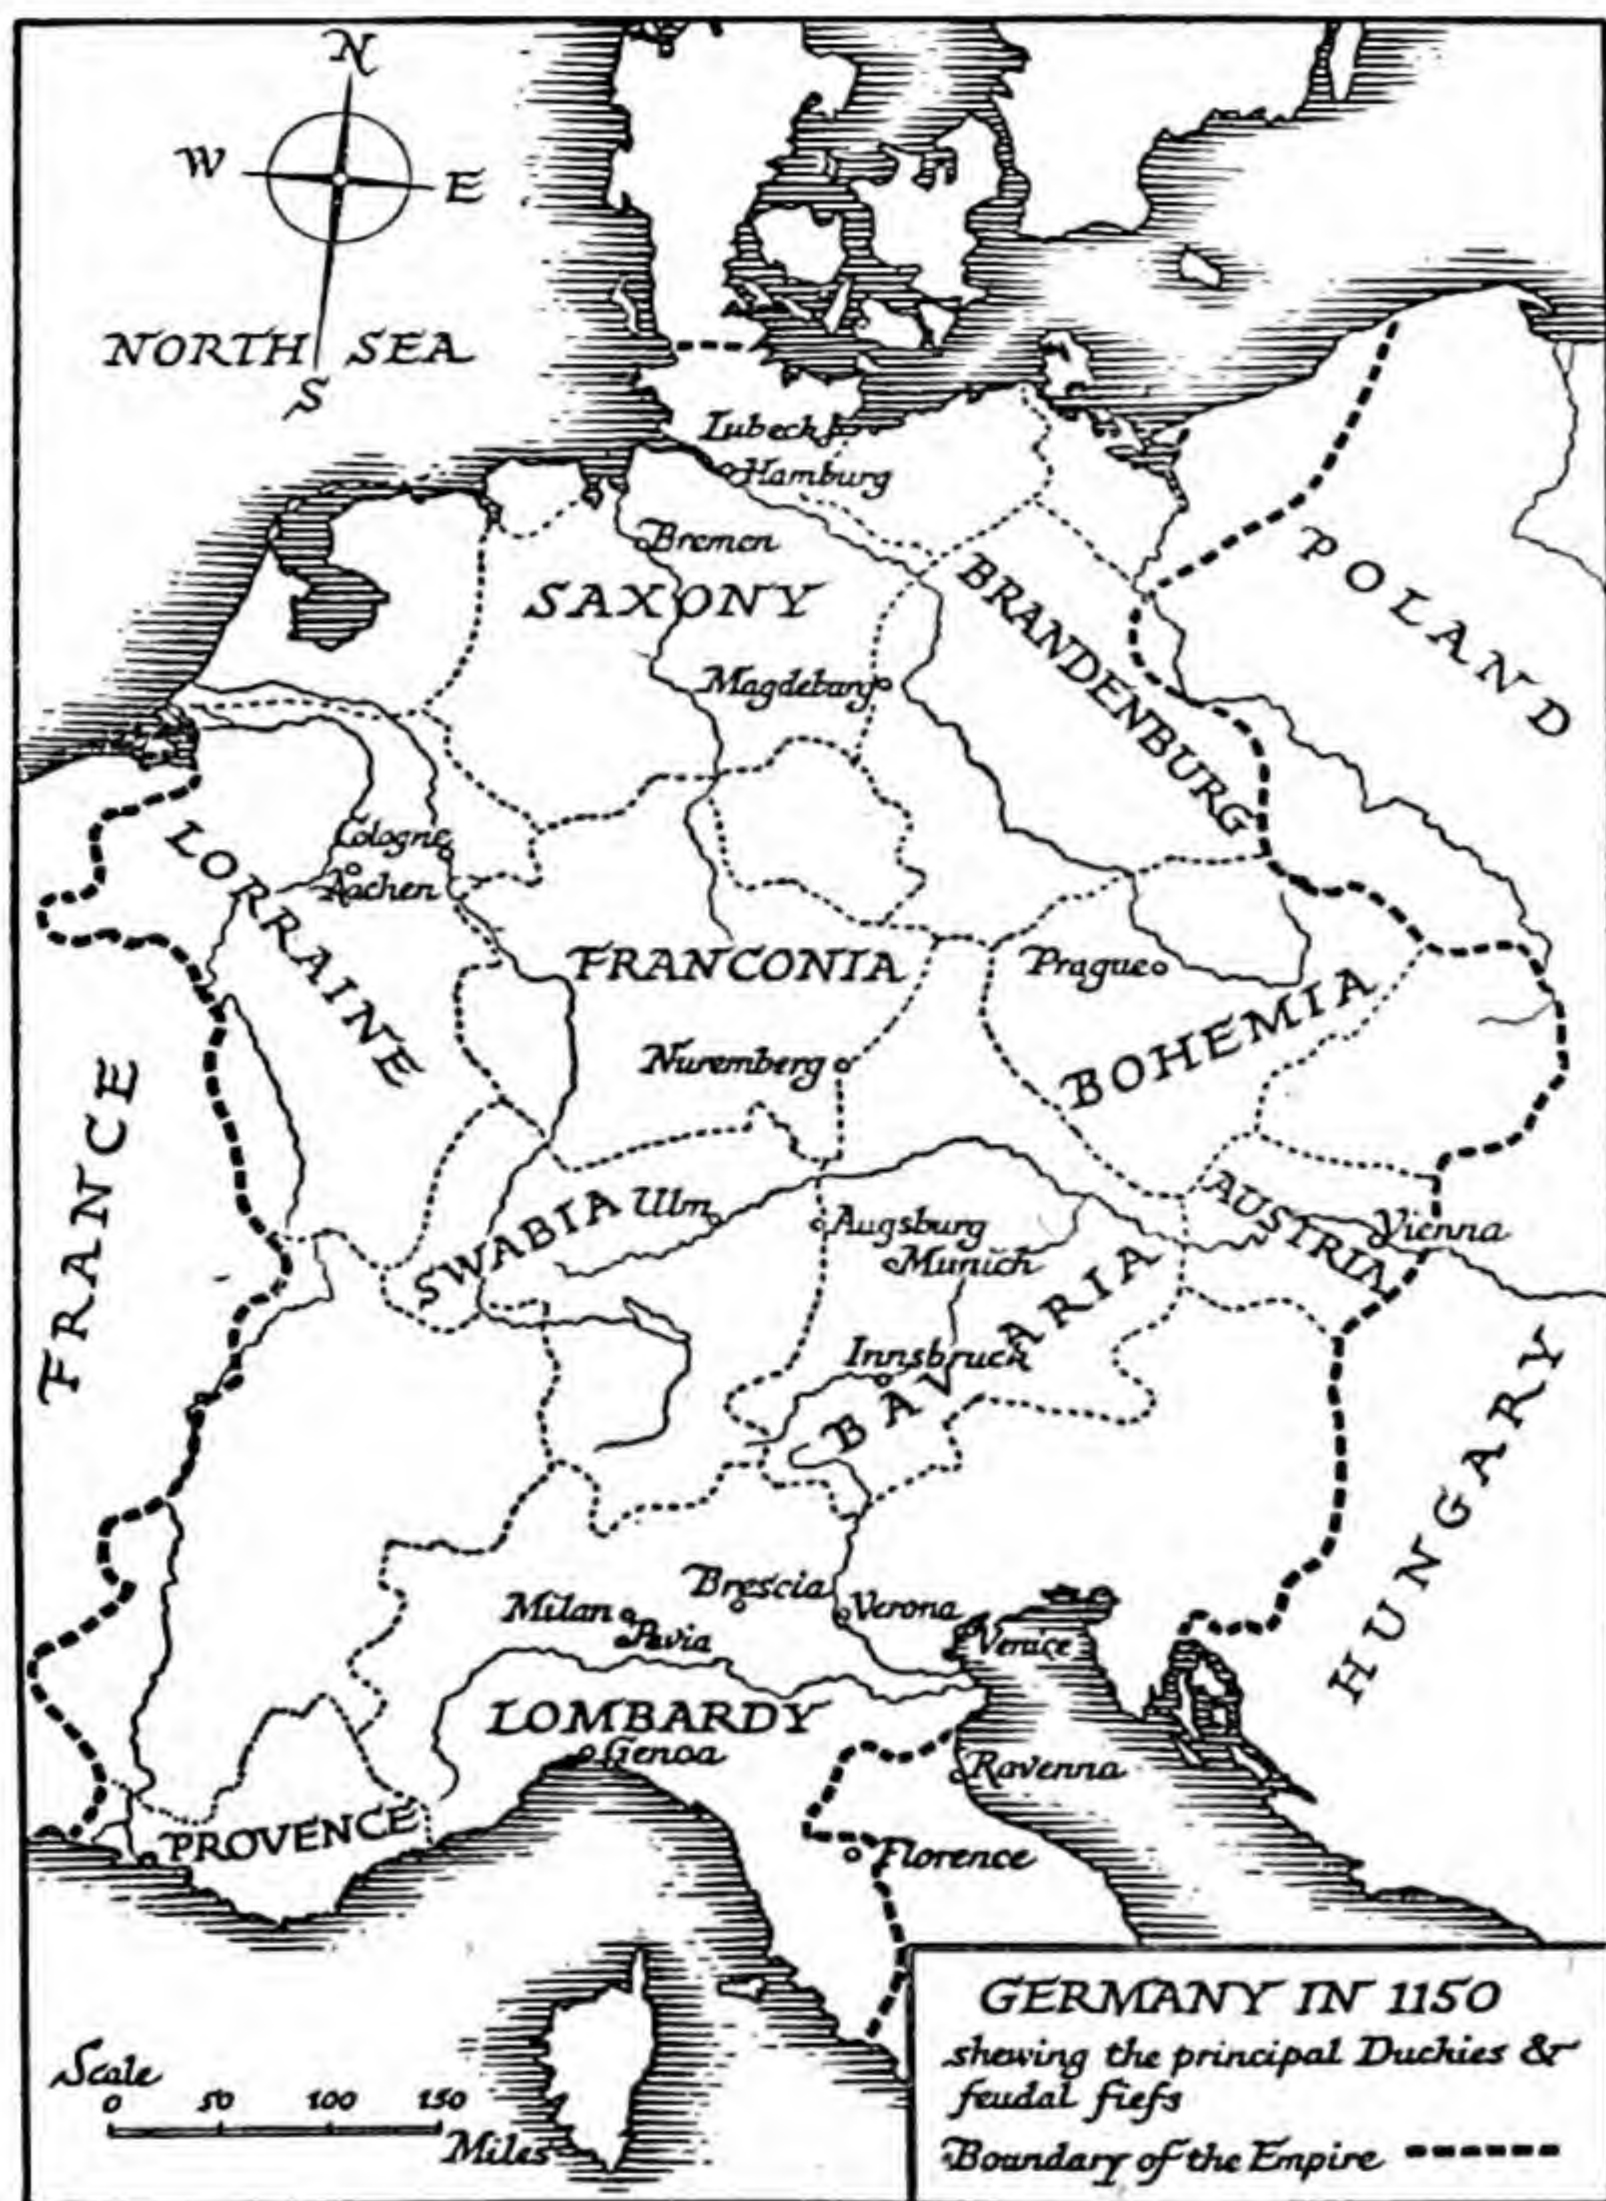 N
W E
NORTH SEA
S
Lubeck
Hamburg
Bremen
SAXONY
BRANDENBURG
POLAND
Magdeburg
LORRAINE
Cologne
Aachen
FRANCONIA
Prague
BOHEMIA
Nuremberg
FRANCE
SWABIA
Ulm
Augsburg
Munich
AUSTRIA
Vienna
BAVARIA
Innsbruck
HUNGARY
Brescia
Milan
Verona
Pavia
Venice
LOMBARDY
Genoa
Ravenna
PROVENCE
Florence
GERMANY IN 1150
shewing the principal Duchies &
feudal fiefs
Boundary of the Empire
Scale
0 50 100 150
Miles